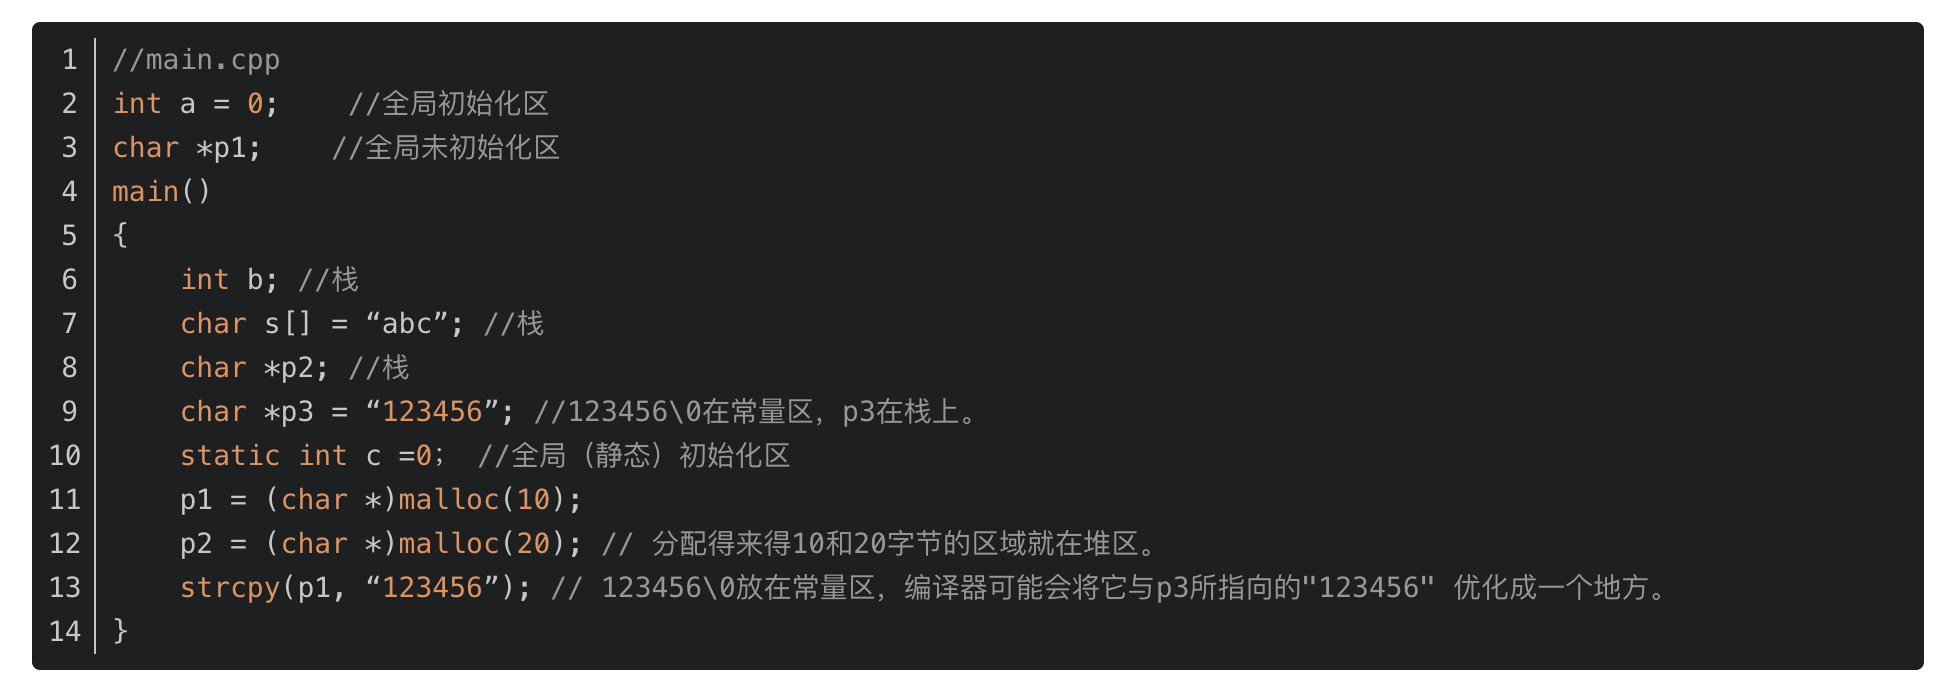 1 //main.cpp
2 int a = 0;    //全局初始化区
3 char *p1;    //全局未初始化区
4 main()
5 {
6     int b; //栈
7     char s[] = “abc”; //栈
8     char *p2; //栈
9     char *p3 = “123456”; //123456\0在常量区，p3在栈上。
10     static int c =0； //全局（静态）初始化区
11     p1 = (char *)malloc(10);
12     p2 = (char *)malloc(20); // 分配得来得10和20字节的区域就在堆区。
13     strcpy(p1, “123456”); // 123456\0放在常量区，编译器可能会将它与p3所指向的"123456" 优化成一个地方。
14 }